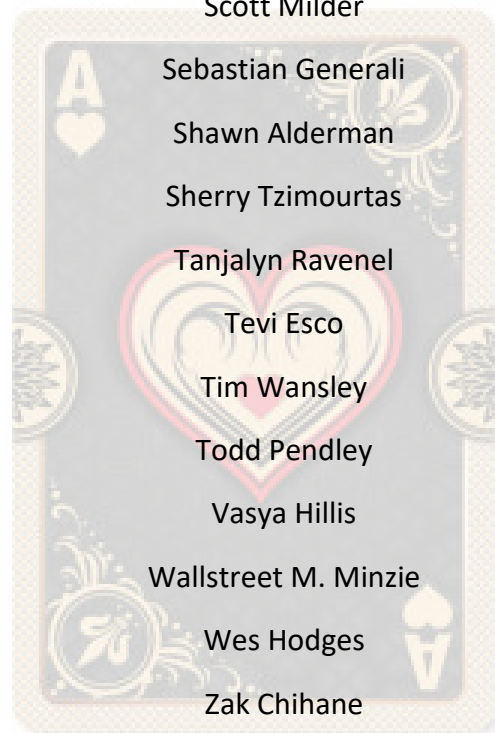 Scott Milder
A
Sebastian Generali
Shawn Alderman
Sherry Tzimourtas
Tanjalyn Ravenel
Tevi Esco
Tim Wansley
Todd Pendley
Vasya Hillis
Wallstreet M. Minzie
Wes Hodges
A
Zak Chihane